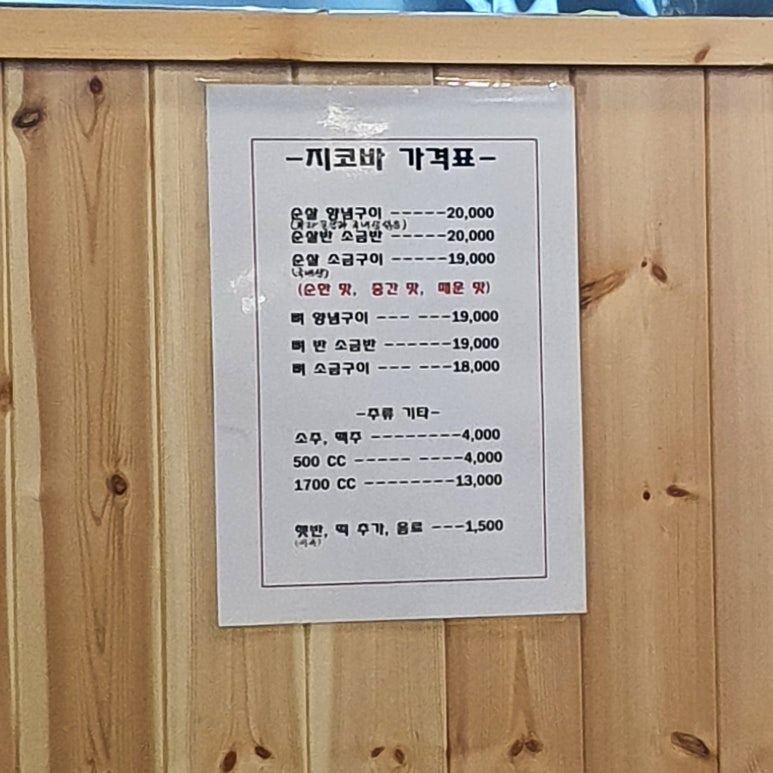 -지코바 가격표-
순살 양념구이 -----20,000
순살반 소금반 -----20,000
순살 소금구이 -----19,000
(국내산)
(순한 맛, 중간 맛, 매운 맛)
뼈 양념구이 --- ---19,000
뼈 반 소금반 ------19,000
뼈 소금구이 --- ---18,000
-주류 기타-
소주, 맥주 --------4,000
500 CC ----- ----4,000
1700 CC --------13,000
햇반, 떡 추가, 음료 ---1,500